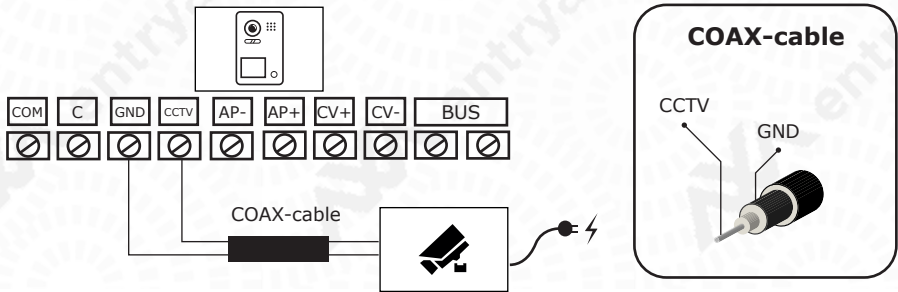 COM C GND CCTV AP- AP+ CV+ CV- BUS
COAX-cable
COAX-cable
CCTV
GND